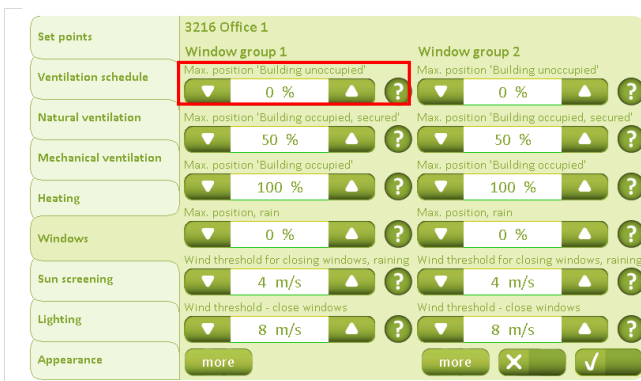 3216 Office 1
Set points
Ventilation schedule
Natural ventilation
Mechanical ventilation
Heating
Windows
Sun screening
Lighting
Appearance
Window group 1
Max. position 'Building unoccupied'
0 %
?
Max. position 'Building occupied, secured'
50 %
?
Max. position 'Building occupied'
100 %
?
Max. position, rain
0 %
?
Wind threshold for closing windows, raining
4 m/s
?
Wind threshold - close windows
8 m/s
?
more
Window group 2
Max. position 'Building unoccupied'
0 %
?
Max. position 'Building occupied, secured'
50 %
?
Max. position 'Building occupied'
100 %
?
Max. position, rain
0 %
?
Wind threshold for closing windows, raining
4 m/s
?
Wind threshold - close windows
8 m/s
?
more